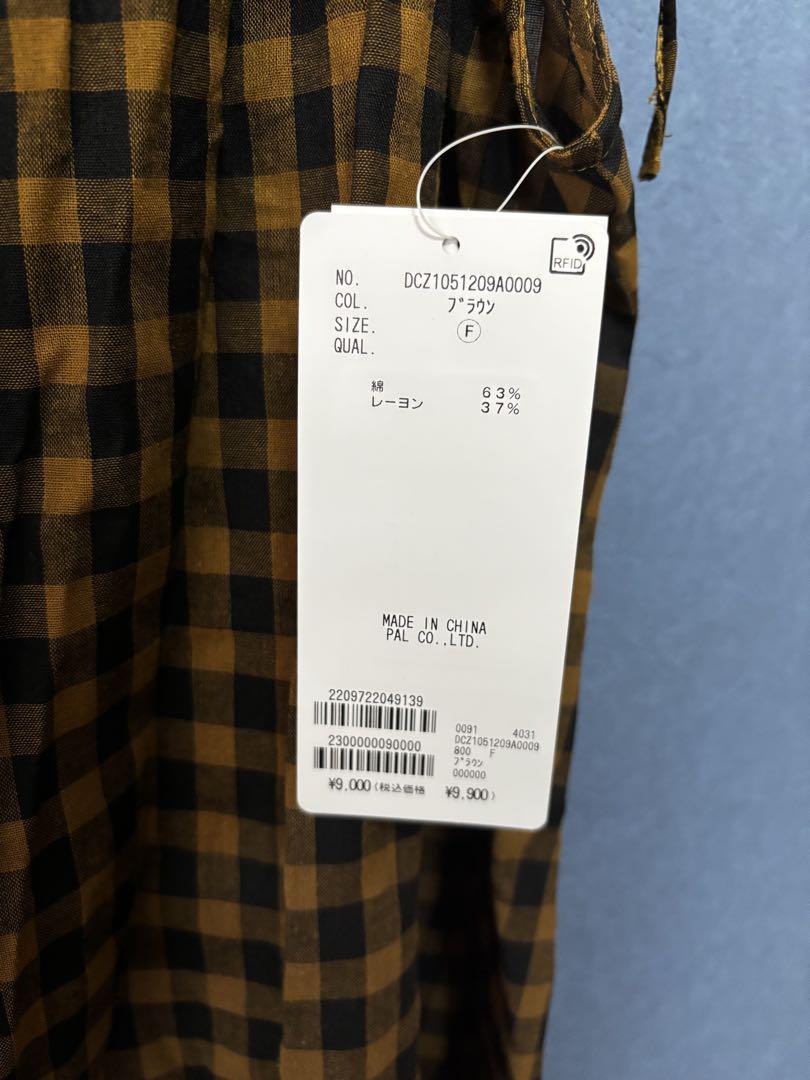 RFID
NO. DCZ1051209A0009
COL. ﾌﾞﾗｳﾝ
SIZE. F
QUAL.
綿 63%
レーヨン 37%
MADE IN CHINA
PAL CO.,LTD.
2209722049139
0091 4031
DCZ1051209A0009
2300000090000
800 F
ﾌﾞﾗｳﾝ
000000
¥9,000(税込価格 ¥9,900)